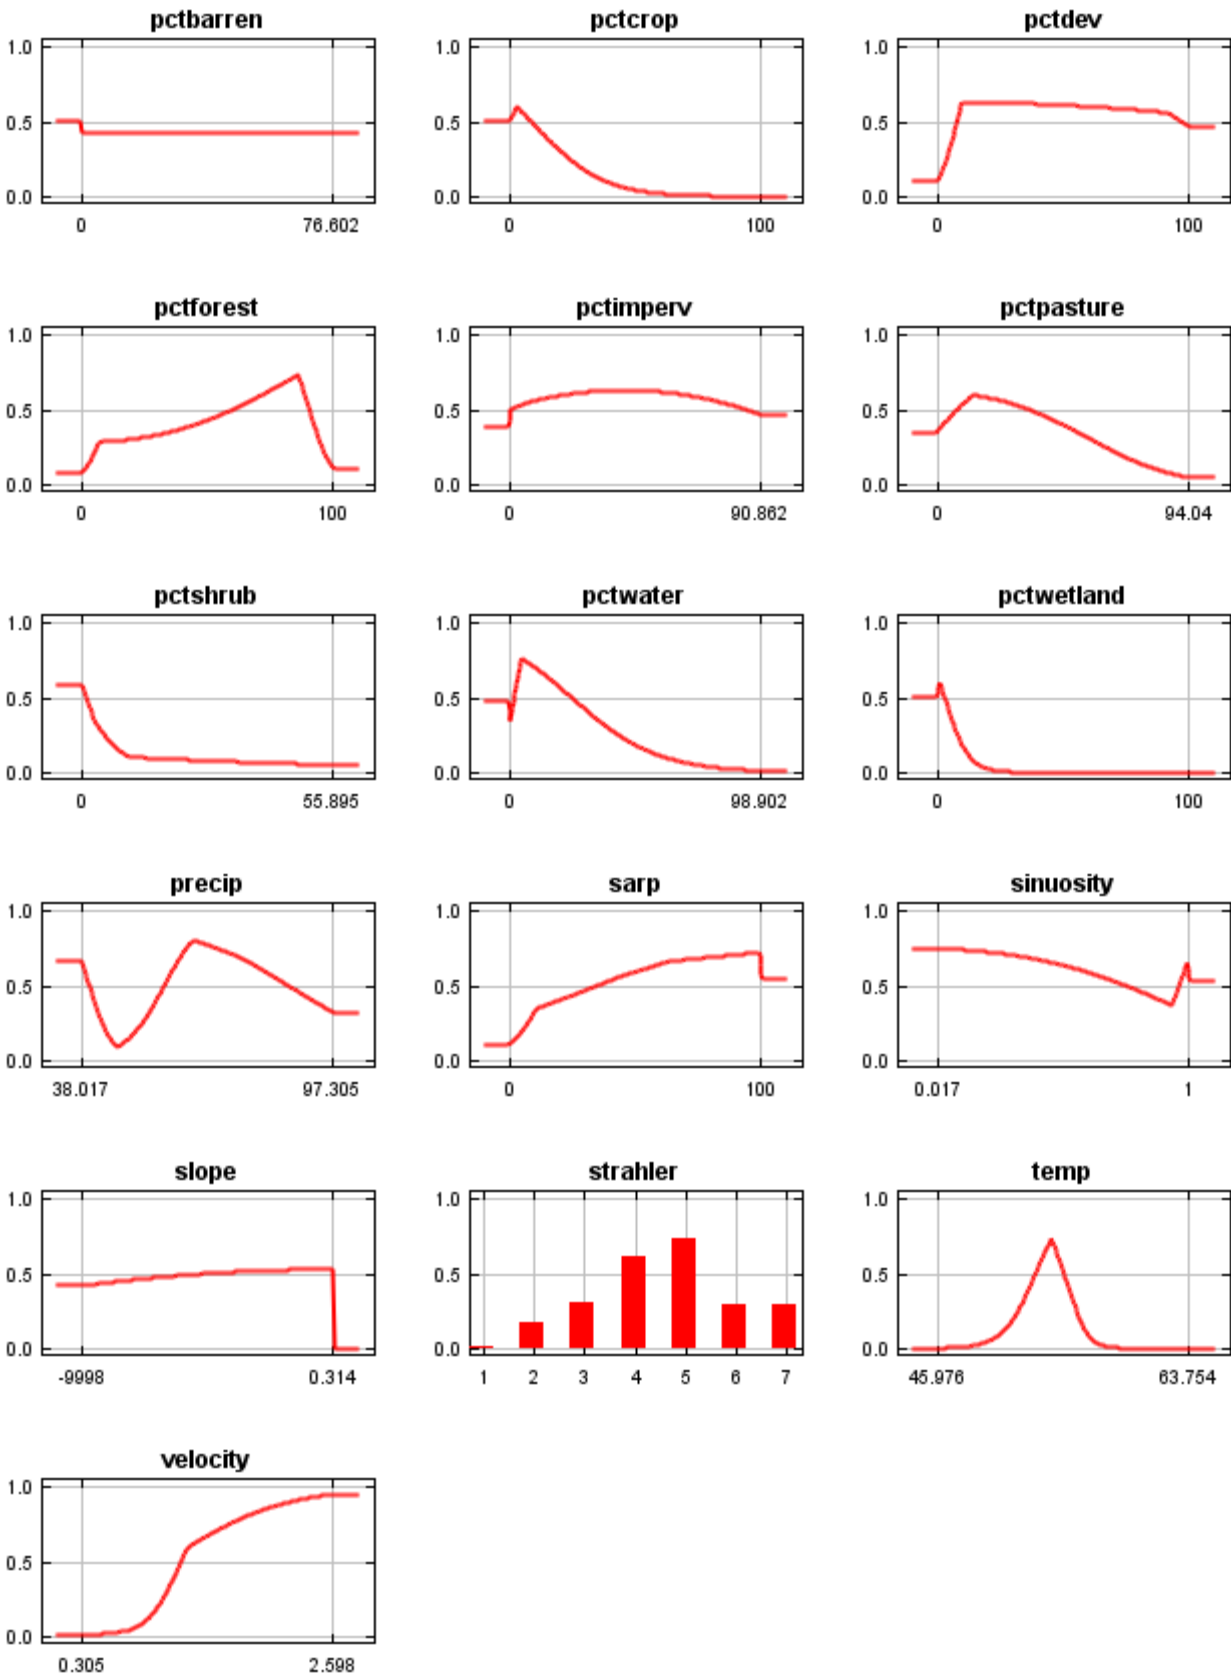 pctbarren pctcrop pctdev
1.0 1.0 1.0
0.5 0.5 0.5
0.0 0.0 0.0
0 76.602 0 100 0 100
pctforest pctimperv pctpasture
1.0 1.0 1.0
0.5 0.5 0.5
0.0 0.0 0.0
0 100 0 90.862 0 94.04
pctshrub pctwater pctwetland
1.0 1.0 1.0
0.5 0.5 0.5
0.0 0.0 0.0
0 55.895 0 98.902 0 100
precip sarp sinuosity
1.0 1.0 1.0
0.5 0.5 0.5
0.0 0.0 0.0
38.017 97.305 0 100 0.017 1
slope strahler temp
1.0 1.0 1.0
0.5 0.5 0.5
0.0 0.0 0.0
-9998 0.314 1 2 3 4 5 6 7 45.976 63.754
velocity
1.0
0.5
0.0
0.305 2.598